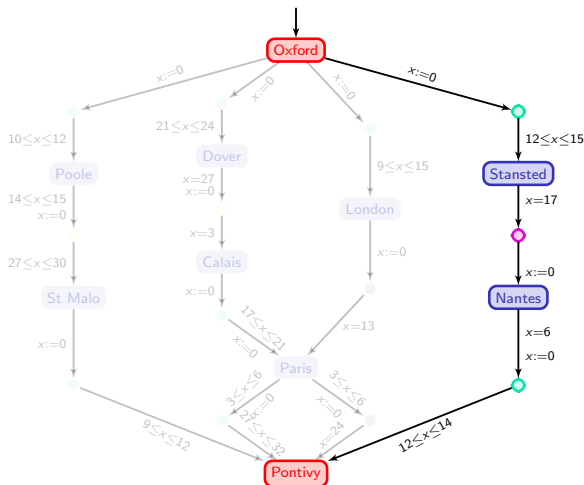 Oxford
x:=0
x:=0
x:=0
x:=0
10≤x≤12
21≤x≤24
9≤x≤15
12≤x≤15
Poole
Dover
London
Stansted
14≤x≤15
x:=0
x=27
x:=0
x=17
x=3
x:=0
27≤x≤30
Calais
x:=0
St Malo
x:=0
Nantes
x:=0
17≤x≤21
x:=0
x=13
x=6
x:=0
Paris
3≤x≤6
x:=0
3≤x≤6
x:=0
9≤x≤12
27≤x≤32
x=24
12≤x≤14
Pontivy